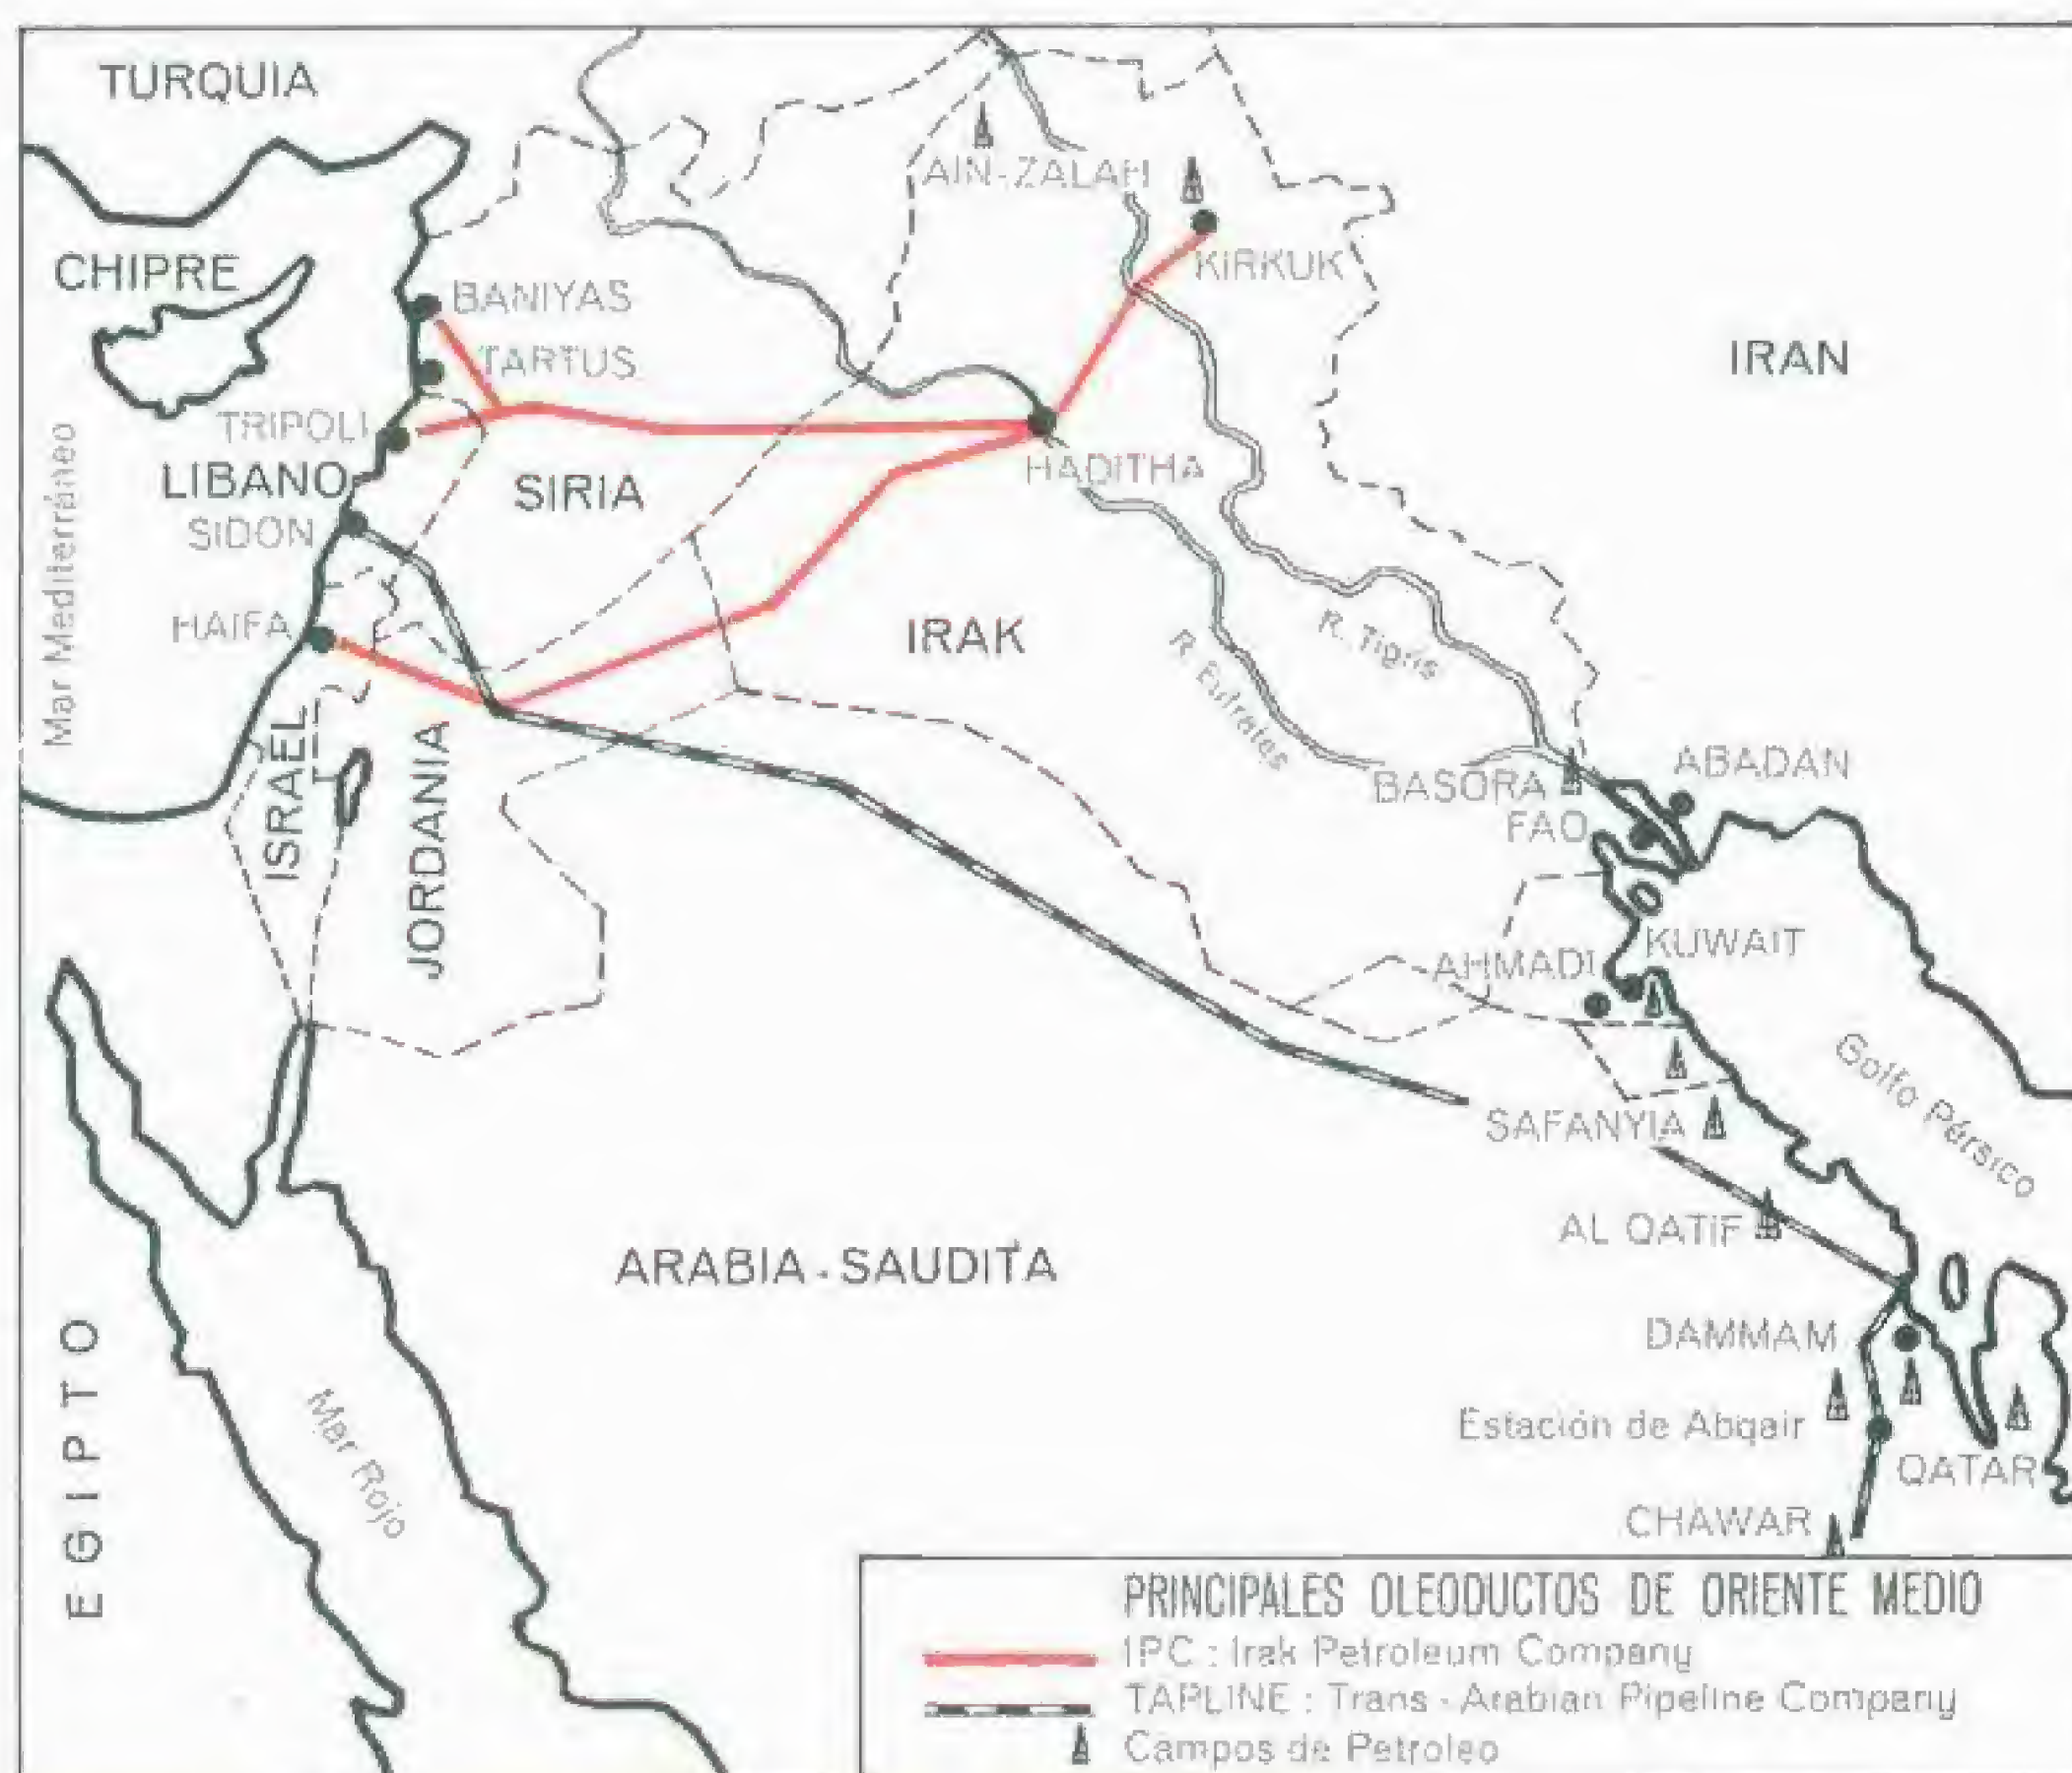 TURQUIA
AIN-ZALAH
KIRKUK
CHIPRE
BANIYAS
TARTUS
IRAN
TRIPOLI
HADITHA
LIBANO
SIRIA
SIDON
Mar Mediterráneo
HAIFA
IRAK
R. Tigris
R. Eufrates
ISRAEL
JORDANIA
BASORA
ABADAN
FAO
KUWAIT
AHMADI
Golfo Pérsico
SAFANYIA
AL QATIF
ARABIA-SAUDITA
DAMMAM
EGIPTO
Mar Rojo
Estación de Abqair
QATAR
CHAWAR
PRINCIPALES OLEODUCTOS DE ORIENTE MEDIO
IPC : Irak Petroleum Company
TAPLINE : Trans - Arabian Pipeline Company
Campos de Petroleo